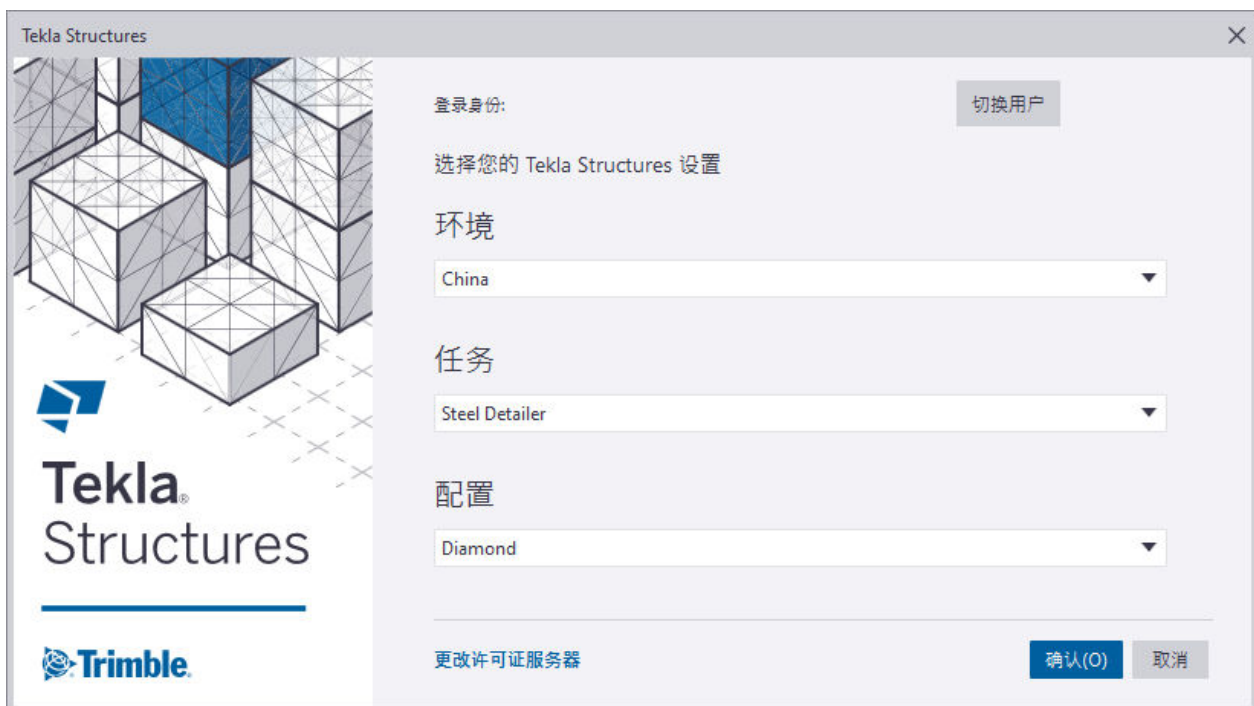 Tekla Structures
登录身份:
切换用户
选择您的 Tekla Structures 设置
环境
China
任务
Steel Detailer
配置
Diamond
Tekla®
Structures
Trimble.
更改许可证服务器
确认(O)
取消